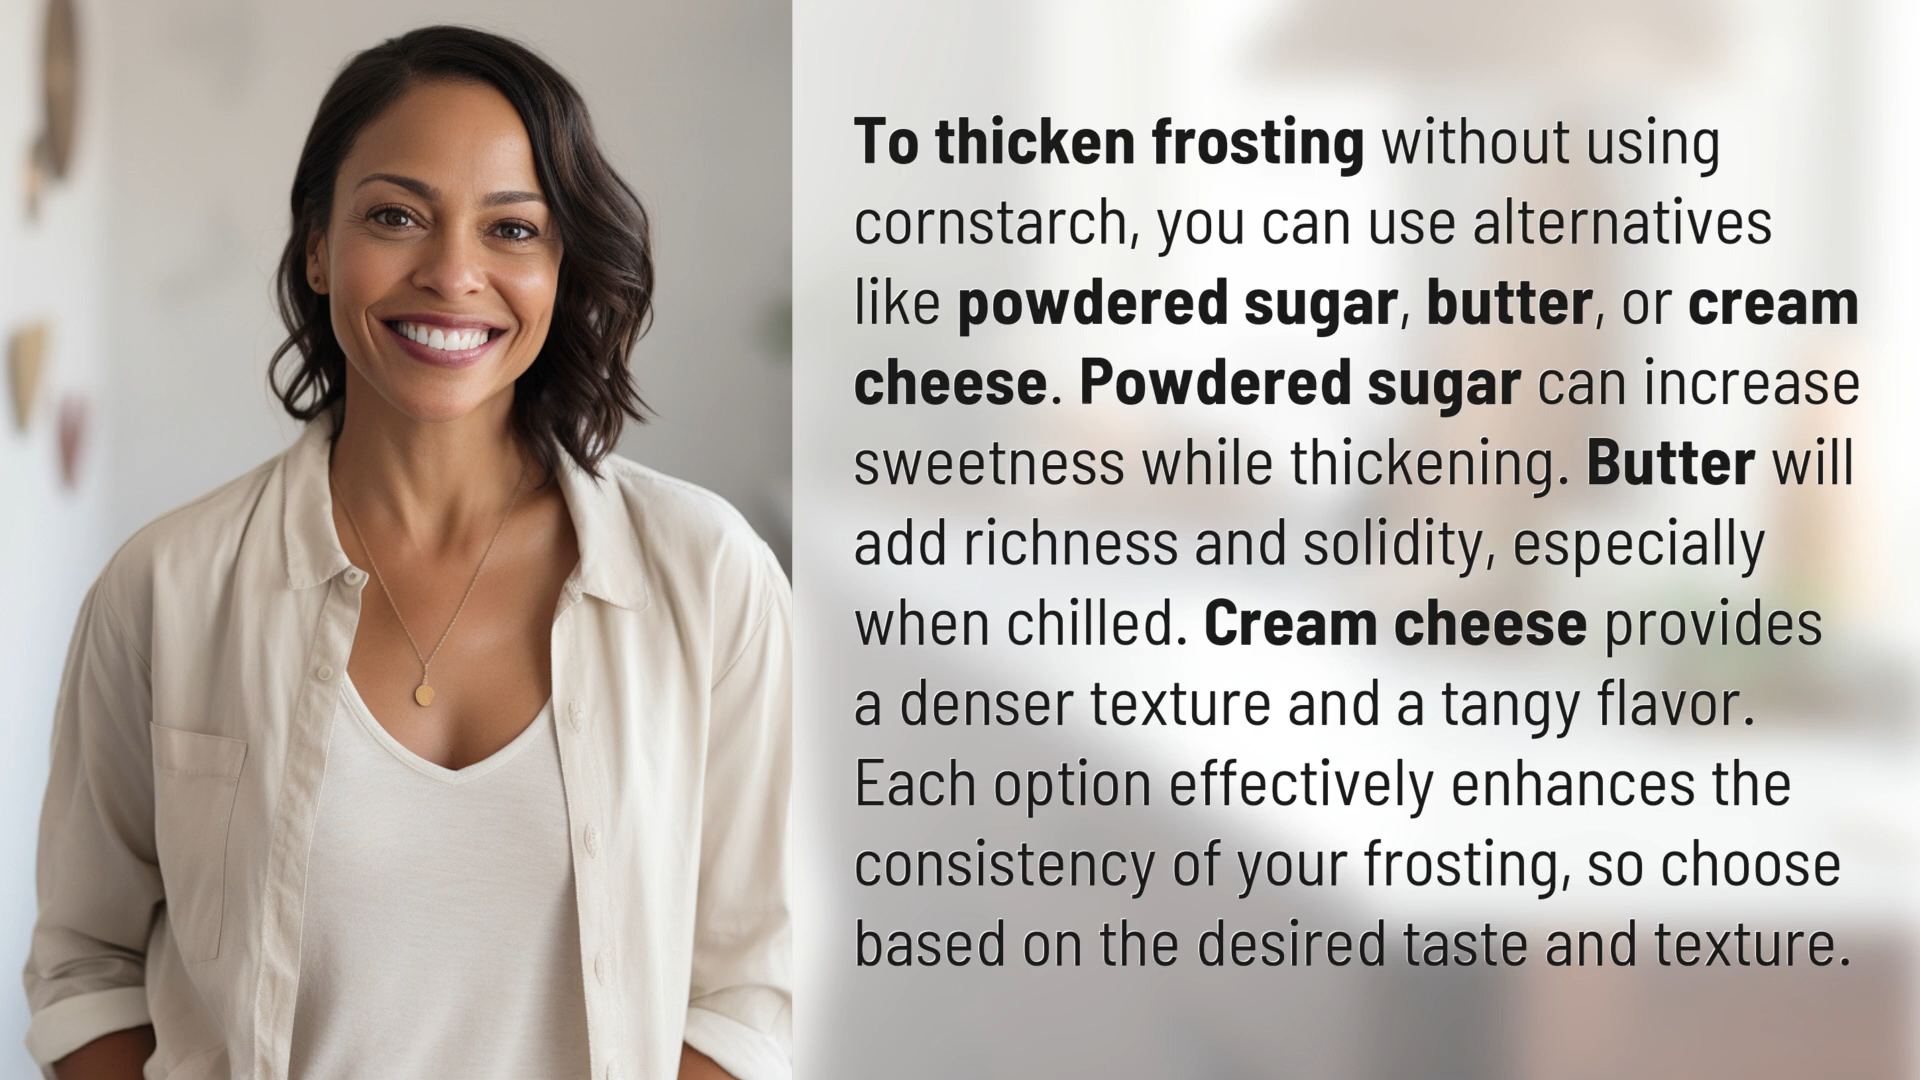 To thicken frosting without using
cornstarch, you can use alternatives
like powdered sugar, butter, or cream
cheese. Powdered sugar can increase
sweetness while thickening. Butter will
add richness and solidity, especially
when chilled. Cream cheese provides
a denser texture and a tangy flavor.
Each option effectively enhances the
consistency of your frosting, so choose
based on the desired taste and texture.